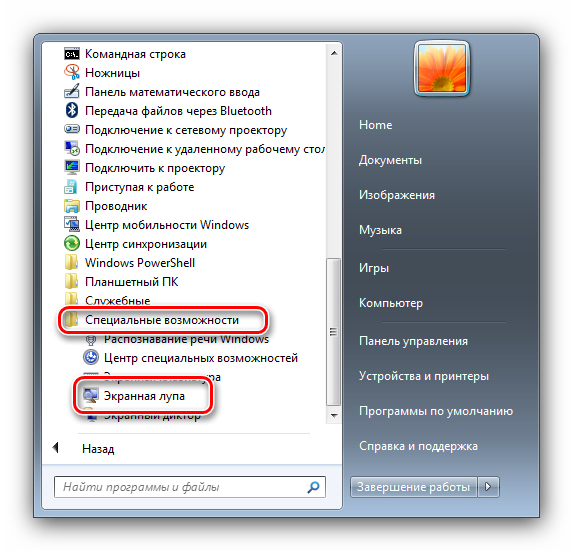 Командная строка
Ножницы
Панель математического ввода
Передача файлов через Bluetooth
Подключение к сетевому проектору
Подключение к удаленному рабочему стол
Подключить к проектору
Приступая к работе
Проводник
Центр мобильности Windows
Центр синхронизации
Windows PowerShell
Планшетный ПК
Служебные
Специальные возможности
Распознавание речи Windows
Центр специальных возможностей
Экранная клавиатура
Экранная лупа
Экранный диктор
Назад
Найти программы и файлы
Home
Документы
Изображения
Музыка
Игры
Компьютер
Панель управления
Устройства и принтеры
Программы по умолчанию
Справка и поддержка
Завершение работы